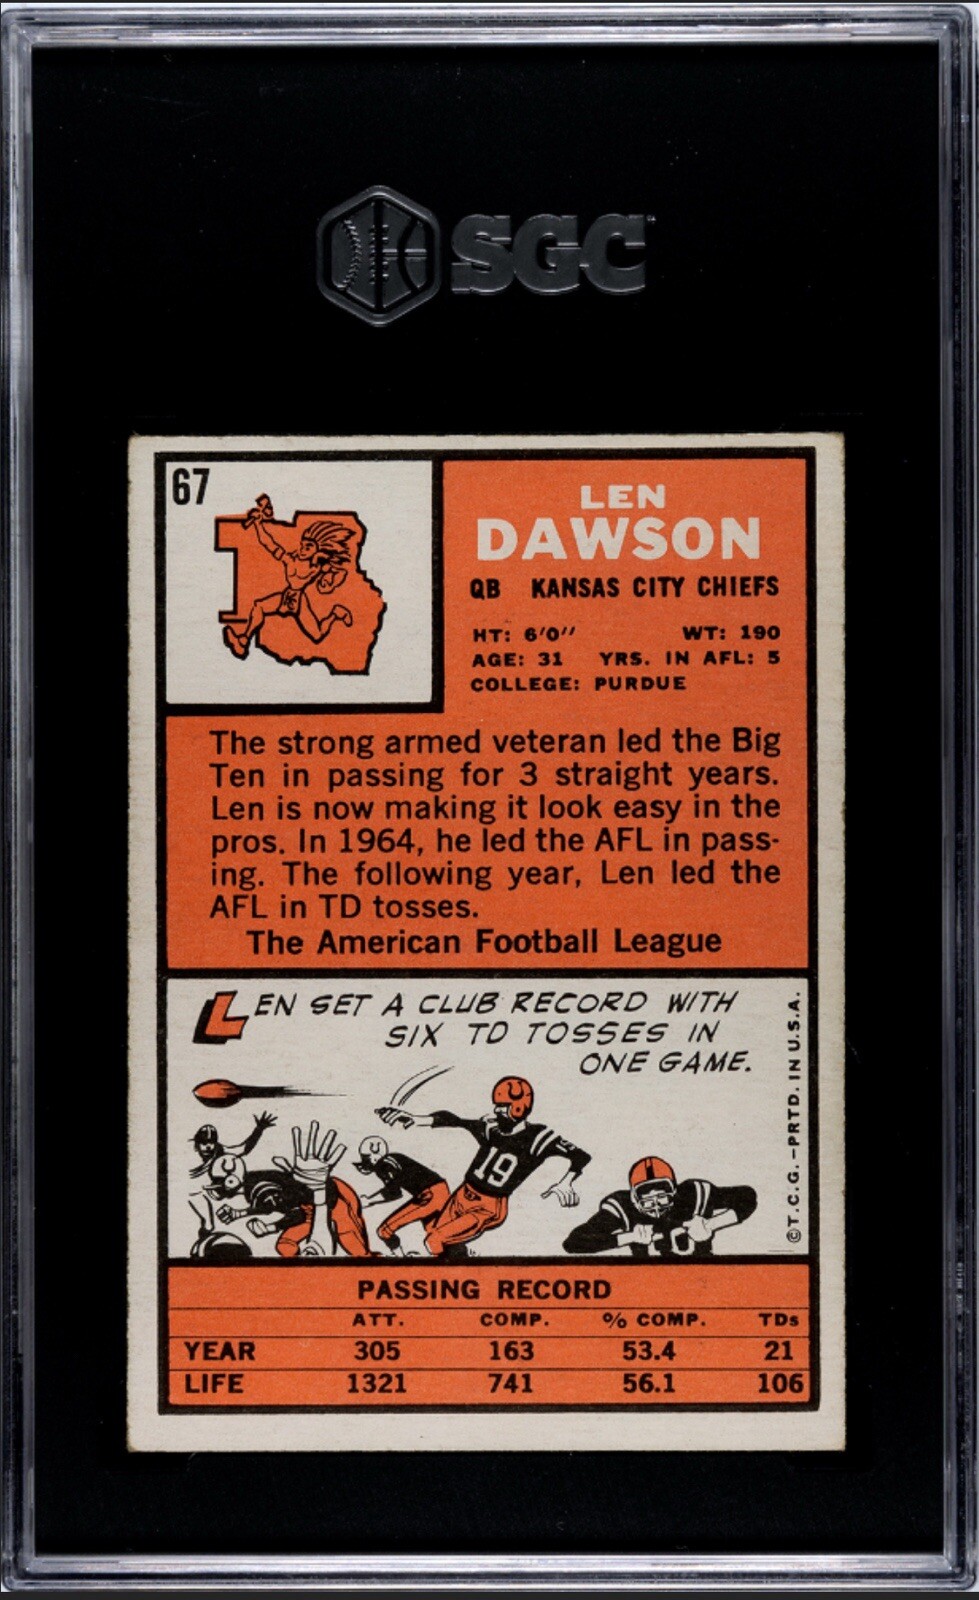 SGC
67
LEN
DAWSON
QB KANSAS CITY CHIEFS
HT: 6'0" WT: 190
AGE: 31 YRS. IN AFL: 5
COLLEGE: PURDUE
The strong armed veteran led the Big
Ten in passing for 3 straight years.
Len is now making it look easy in the
pros. In 1964, he led the AFL in pass-
ing. The following year, Len led the
AFL in TD tosses.
The American Football League
LEN SET A CLUB RECORD WITH
SIX TD TOSSES IN
ONE GAME.
19
©T.C.G.–PRTD. IN U.S.A.
PASSING RECORD
ATT. COMP. % COMP. TDs
YEAR 305 163 53.4 21
LIFE 1321 741 56.1 106